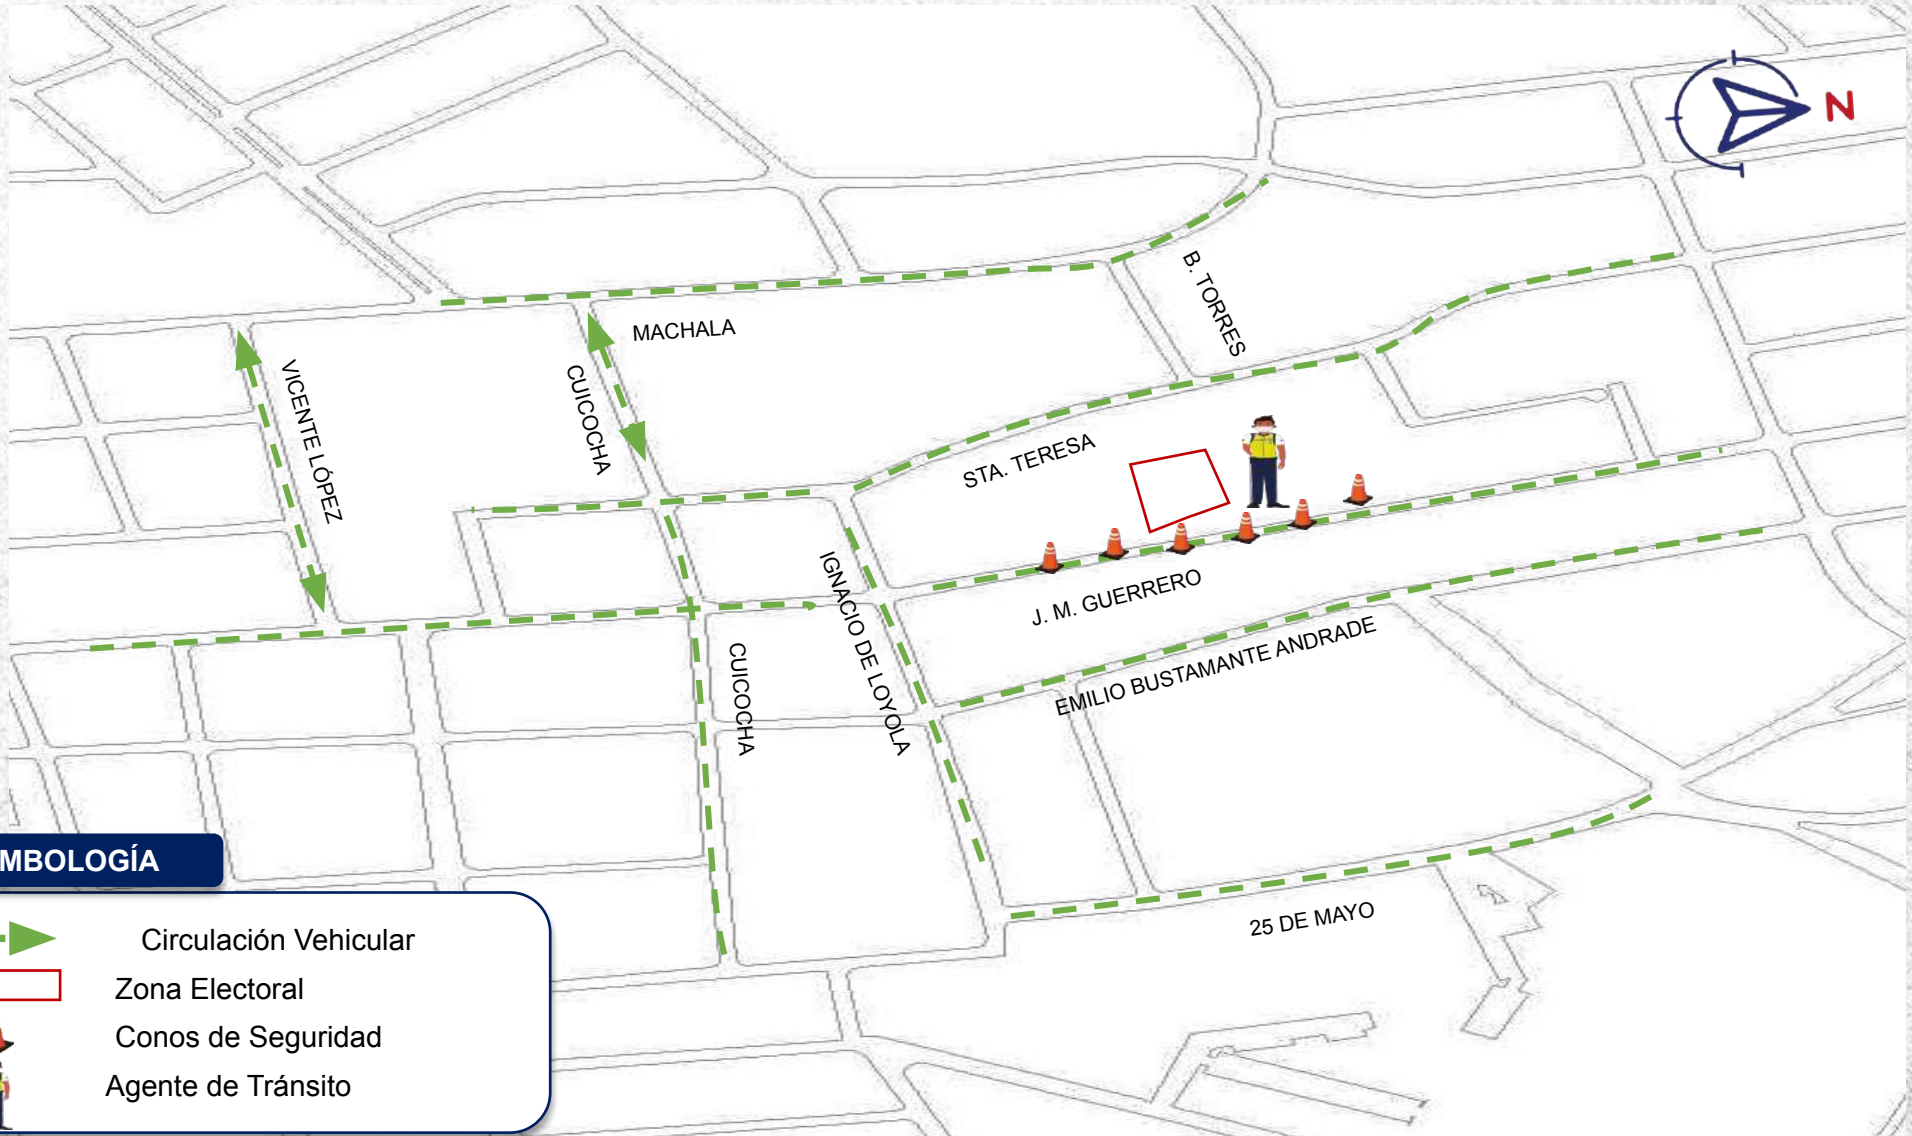 N
B. TORRES
MACHALA
VICENTE LÓPEZ
CUICOCHA
STA. TERESA
IGNACIO DE LOYOLA
J. M. GUERRERO
CUICOCHA
EMILIO BUSTAMANTE ANDRADE
25 DE MAYO
MBOLOGÍA
Circulación Vehicular
Zona Electoral
Conos de Seguridad
Agente de Tránsito